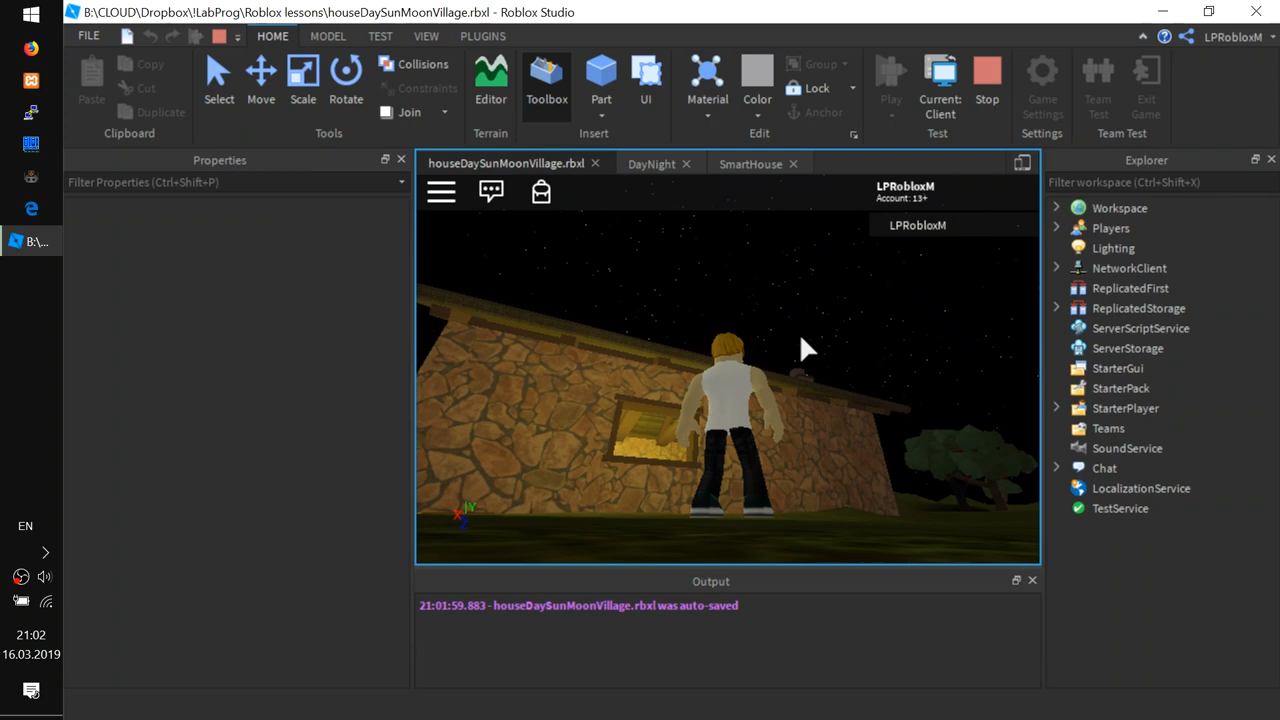 B:\CLOUD\Dropbox\!LabProg\Roblox lessons\houseDaySunMoonVillage.rbxl - Roblox Studio
FILE HOME MODEL TEST VIEW PLUGINS LPRobloxM
Paste Copy Cut Duplicate Select Move Scale Rotate Collisions Constraints Join Editor Toolbox Part UI Material Color Group Lock Anchor Play Current: Client Stop Game Settings Team Test Exit Game
Clipboard Tools Terrain Insert Edit Test Settings Team Test
Properties
Filter Properties (Ctrl+Shift+P)
houseDaySunMoonVillage.rbxl DayNight SmartHouse
LPRobloxM
Account: 13+
LPRobloxM
Y
X
Z
Output
21:01:59.883 - houseDaySunMoonVillage.rbxl was auto-saved
Explorer
Filter workspace (Ctrl+Shift+X)
Workspace
Players
Lighting
NetworkClient
ReplicatedFirst
ReplicatedStorage
ServerScriptService
ServerStorage
StarterGui
StarterPack
StarterPlayer
Teams
SoundService
Chat
LocalizationService
TestService
B:\...
EN
21:02
16.03.2019